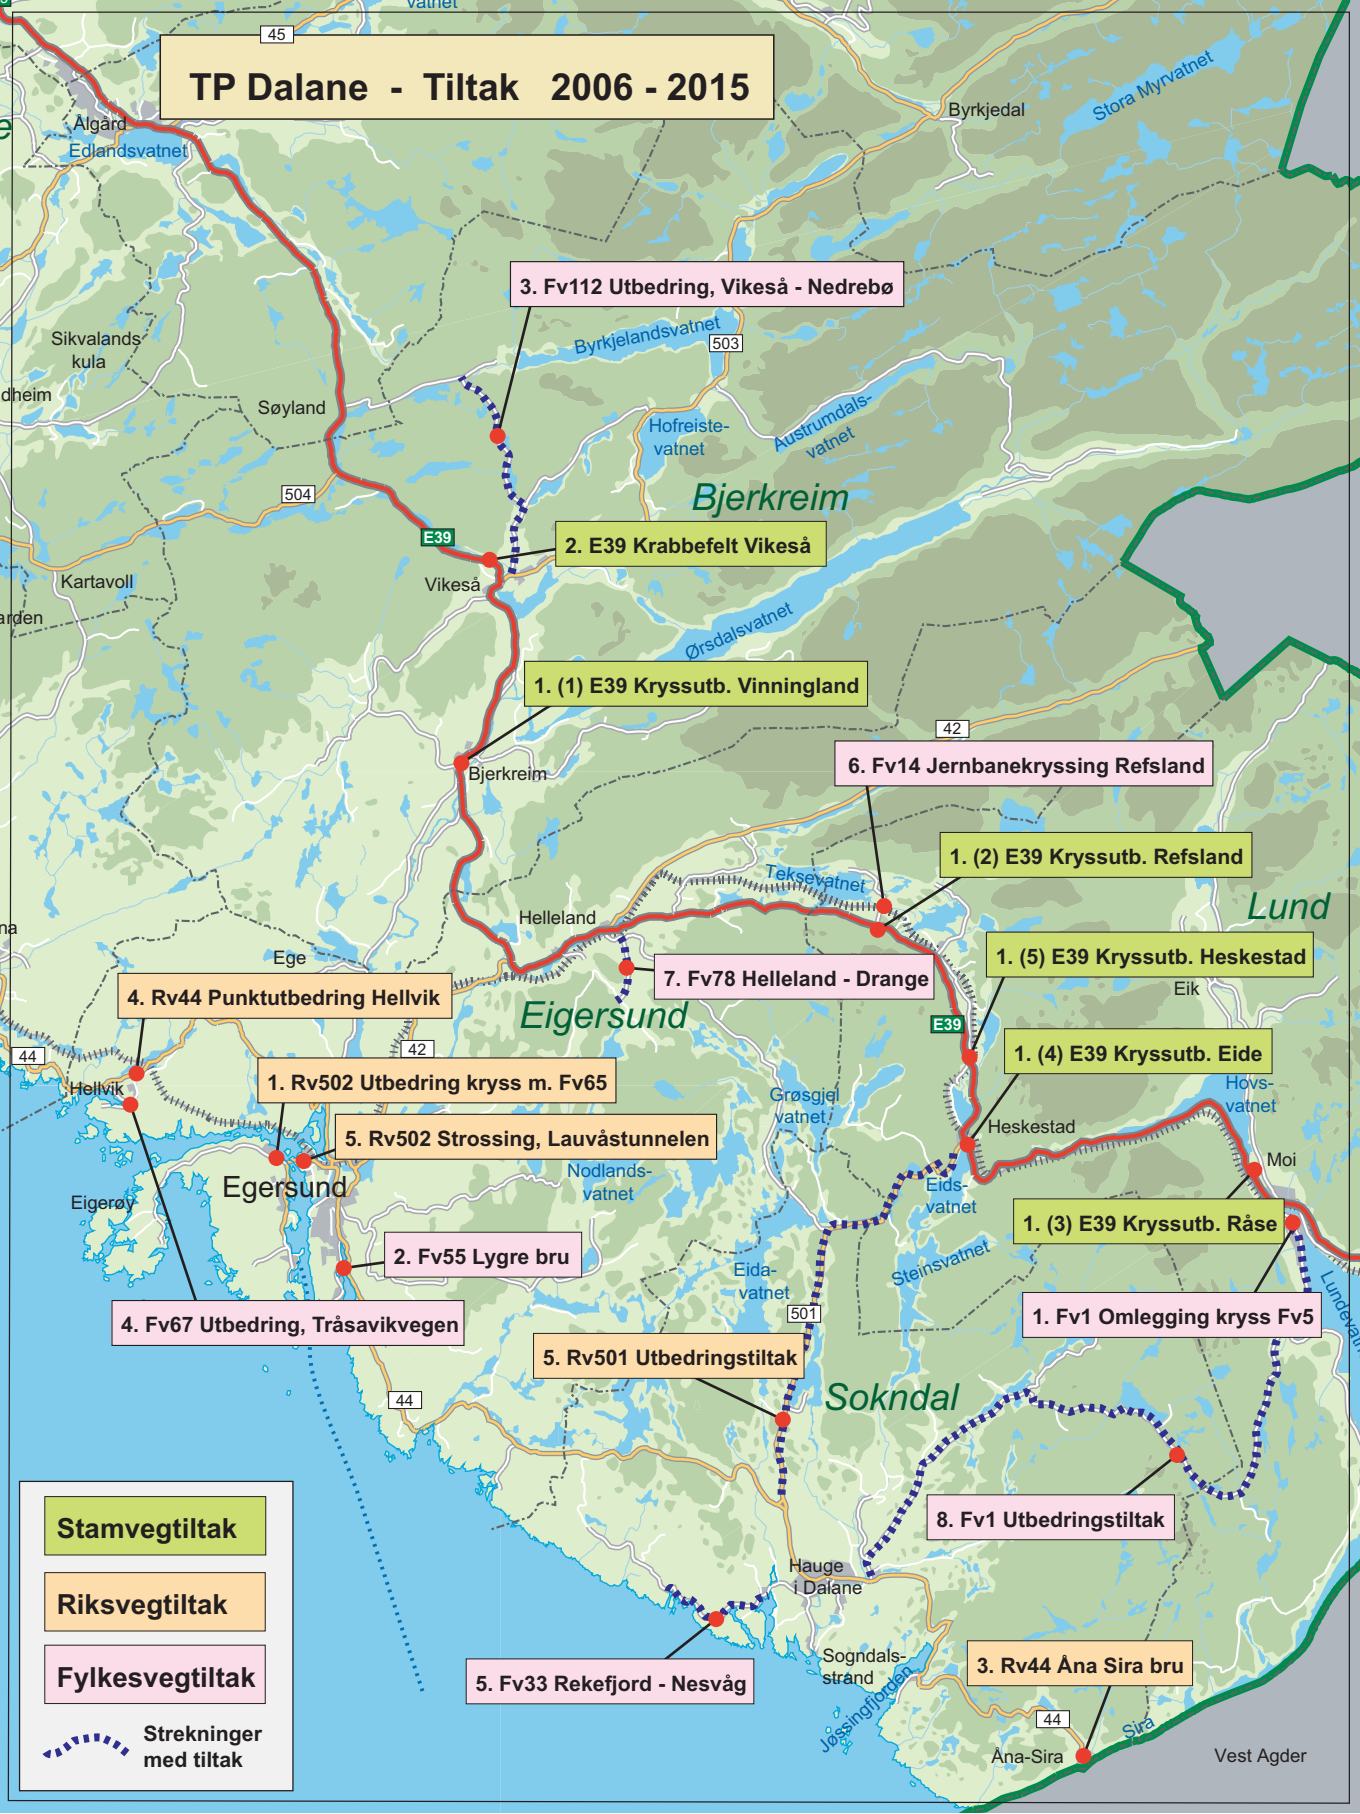 vatnet
45
TP Dalane - Tiltak 2006 - 2015
Stora Myrvatnet
Byrkjedal
Ålgård
Edlandsvatnet
3. Fv112 Utbedring, Vikeså - Nedrebø
Byrkjelandsvatnet
503
Sikvalands
kula
dheim
Søyland
Hofreiste-
vatnet
Austrumdals-
vatnet
504
Bjerkreim
E39
2. E39 Krabbefelt Vikeså
Kartavoll
Vikeså
arden
Ørsdalsvatnet
1. (1) E39 Kryssutb. Vinningland
42
6. Fv14 Jernbanekryssing Refsland
Bjerkreim
1. (2) E39 Kryssutb. Refsland
Teksevatnet
Lund
Helleland
na
Ege
1. (5) E39 Kryssutb. Heskestad
7. Fv78 Helleland - Drange
Eik
4. Rv44 Punktutbedring Hellvik
Eigersund
E39
42
44
1. (4) E39 Kryssutb. Eide
1. Rv502 Utbedring kryss m. Fv65
Hellvik
Hovs-
vatnet
Grøsgjel
vatnet
Heskestad
5. Rv502 Strossing, Lauvåstunnelen
Moi
Nodlands-
vatnet
Egersund
Eigerøy
Eids-
vatnet
1. (3) E39 Kryssutb. Råse
2. Fv55 Lygre bru
Steinsvatnet
Eida-
vatnet
501
1. Fv1 Omlegging kryss Fv5
4. Fv67 Utbedring, Tråsavikvegen
5. Rv501 Utbedringstiltak
44
Sokndal
8. Fv1 Utbedringstiltak
Stamvegtiltak
Riksvegtiltak
Fylkesvegtiltak
Strekninger
med tiltak
Hauge
i Dalane
Sogndals-
strand
5. Fv33 Rekefjord - Nesvåg
3. Rv44 Åna Sira bru
Jøssingfjorden
44
Sira
Åna-Sira
Vest Agder